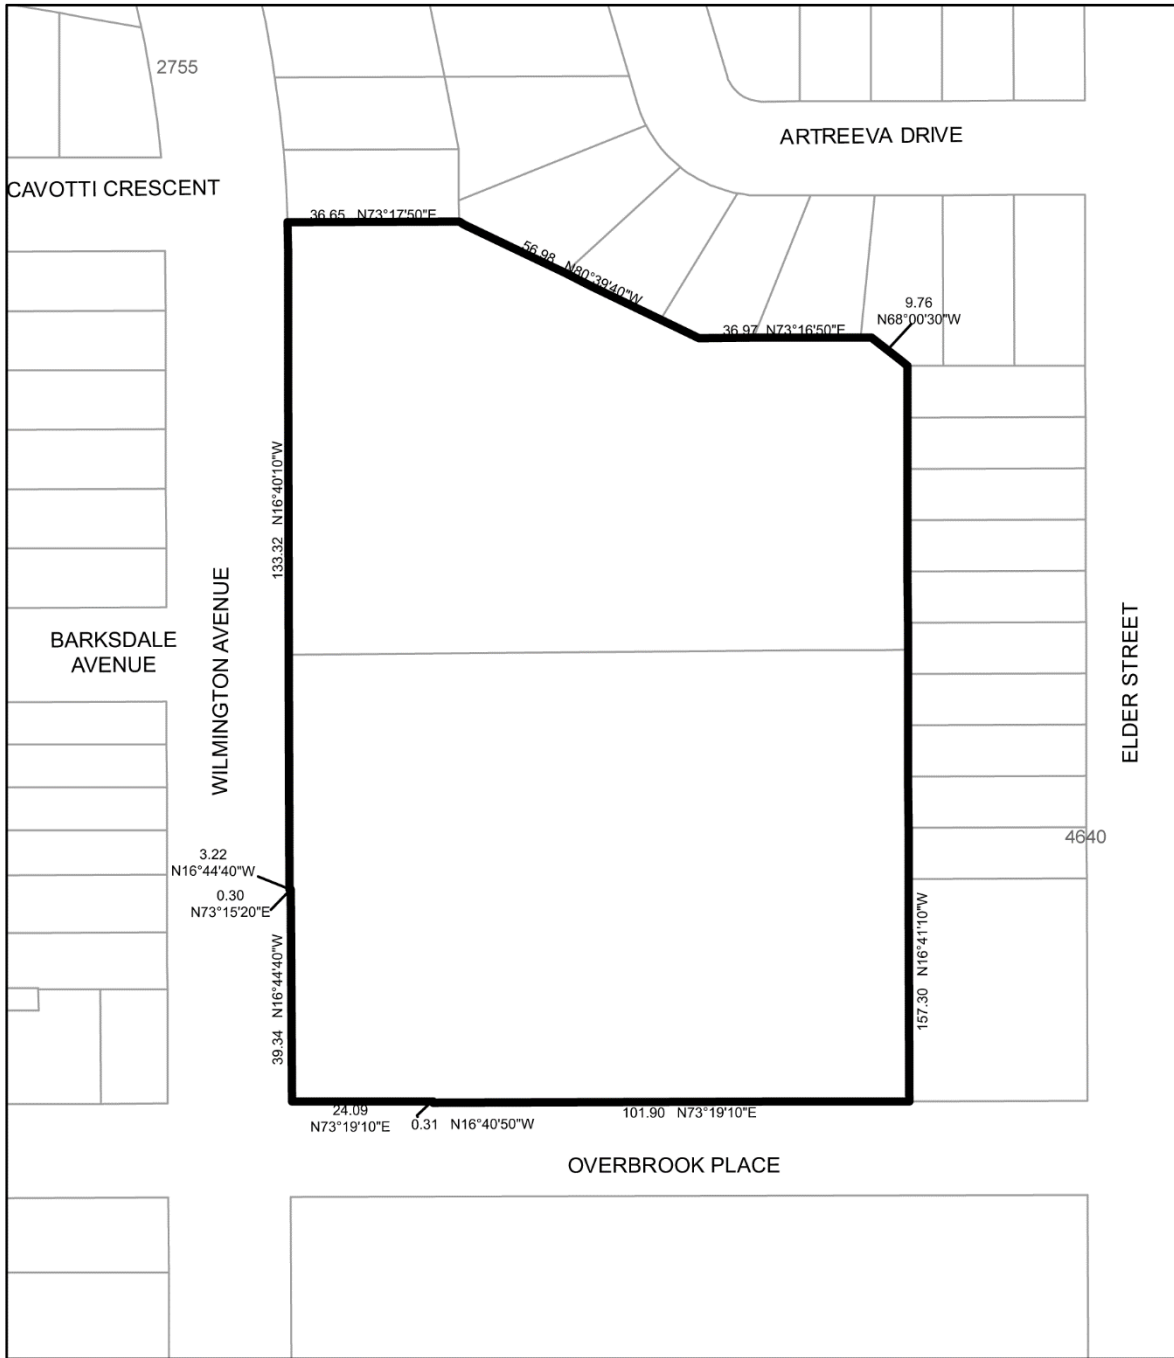 2755
ARTREEVA DRIVE
CAVOTTI CRESCENT
36.65 N73°17'50"E
56.98 N80°39'40"W
9.76
N68°00'30"W
36.97 N73°16'50"E
133.32 N16°40'10"W
WILMINGTON AVENUE
BARKSDALE
AVENUE
ELDER STREET
4640
3.22
N16°44'40"W
0.30
N73°15'20"E
39.34 N16°44'40"W
157.30 N16°41'10"W
24.09
N73°19'10"E
0.31 N16°40'50"W
101.90 N73°19'10"E
OVERBROOK PLACE